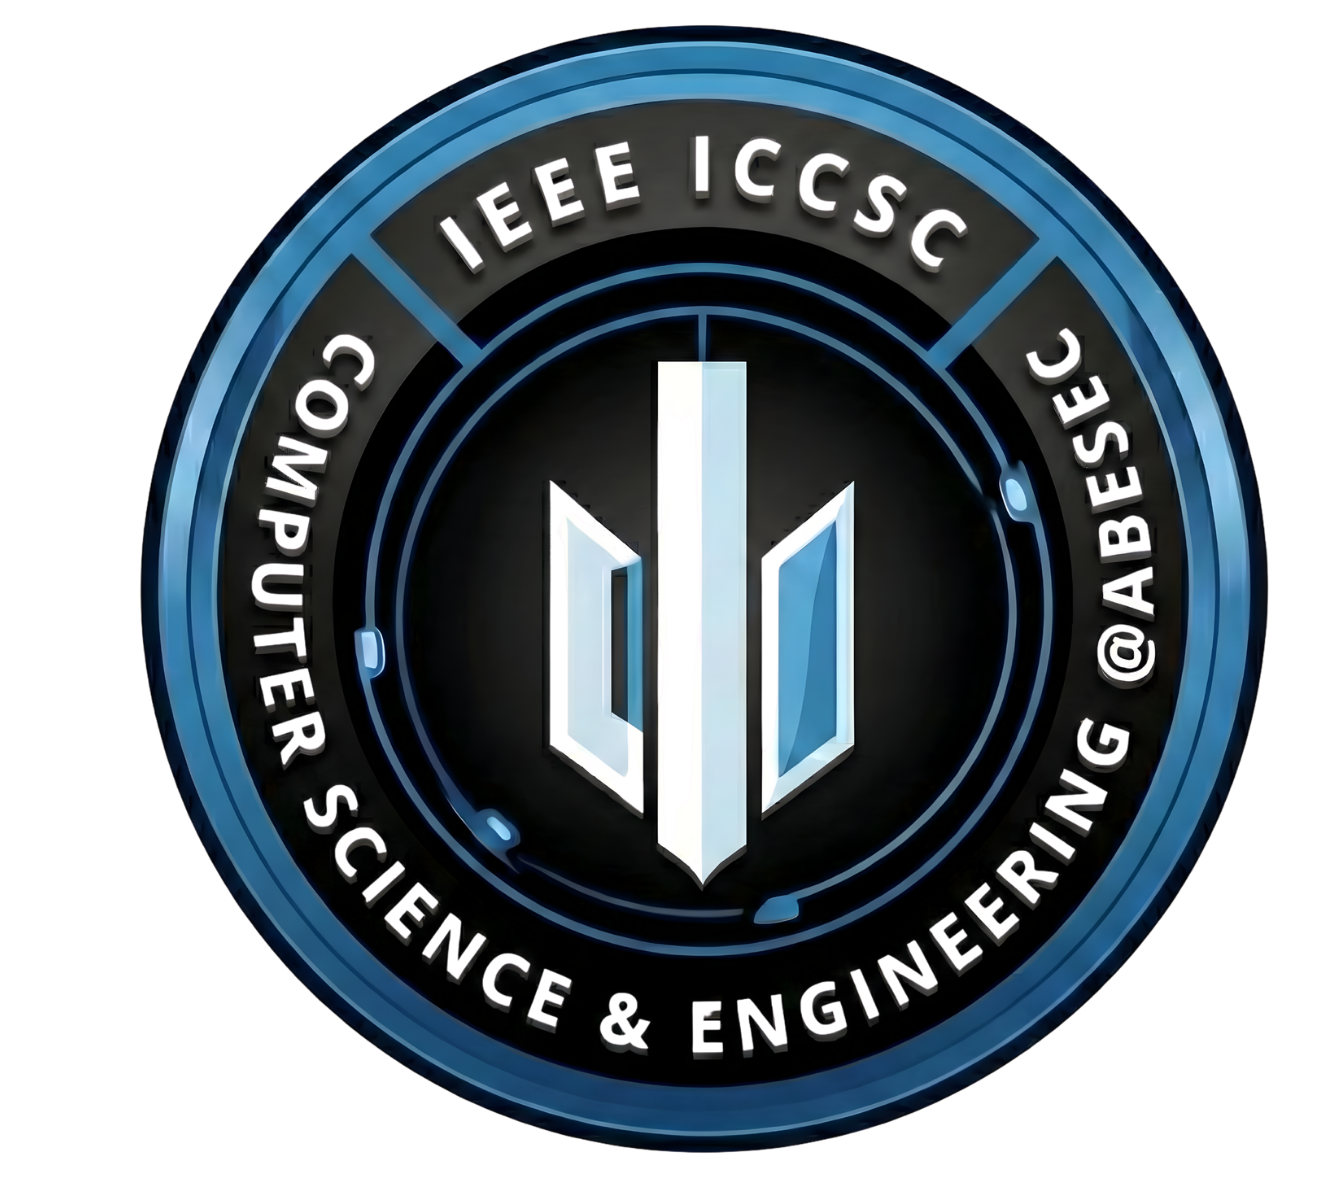 IEEE ICCSC
COMPUTER SCIENCE & ENGINEERING @ABESEC